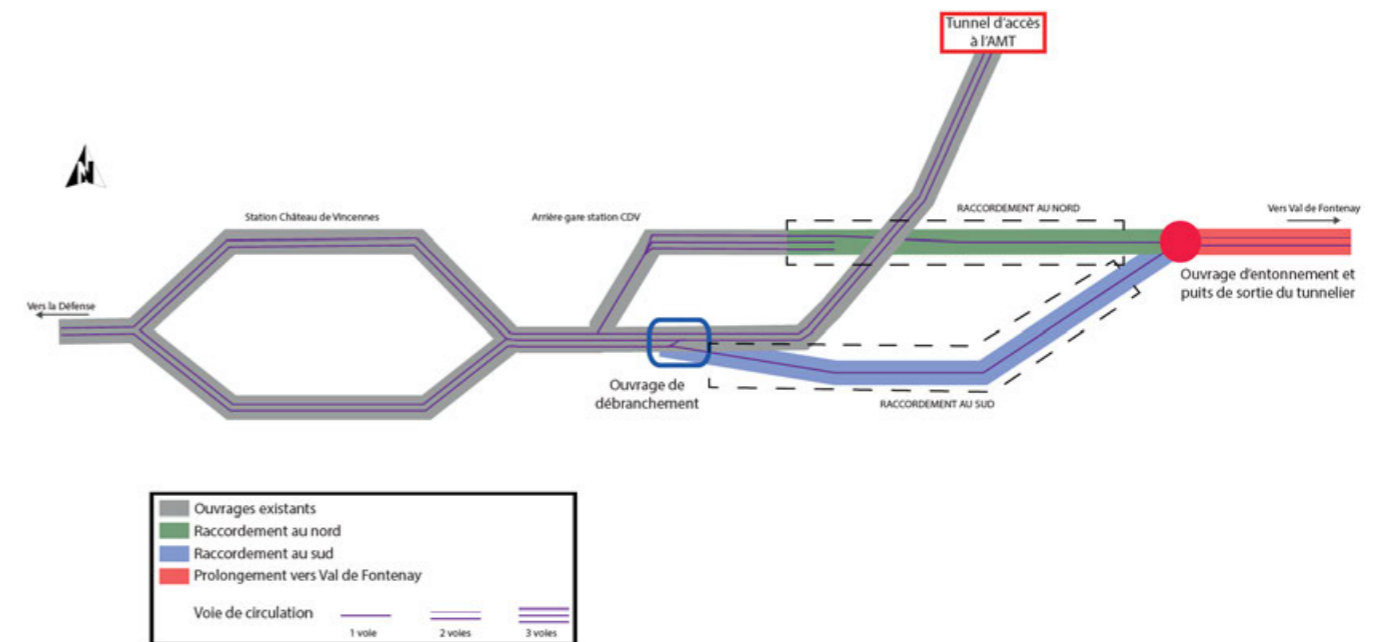 Tunnel d'accès
à l'AMT
N
Station Château de Vincennes
Arrière gare station CDV
RACCORDEMENT AU NORD
Vers Val de Fontenay
Vers la Défense
Ouvrage d'entonnement et
puits de sortie du tunnelier
Ouvrage de
débranchement
RACCORDEMENT AU SUD
Ouvrages existants
Raccordement au nord
Raccordement au sud
Prolongement vers Val de Fontenay
Voie de circulation
1 voie
2 voies
3 voies